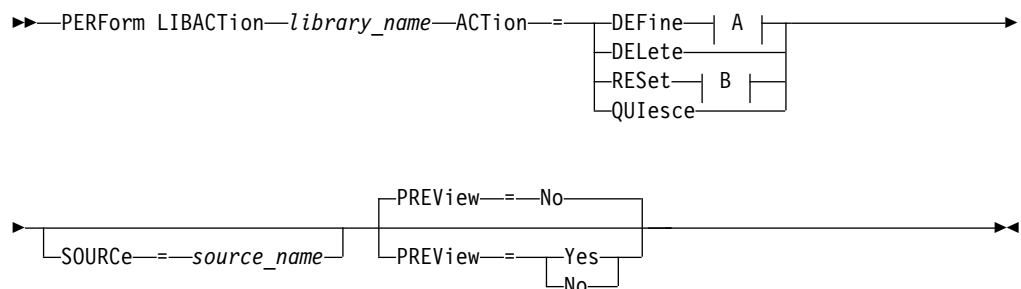 PERForm LIBACTion library_name ACTion = DEFine A
DELete
RESet B
QUIesce
PREView = No
SOURCe = source_name PREView = Yes
No